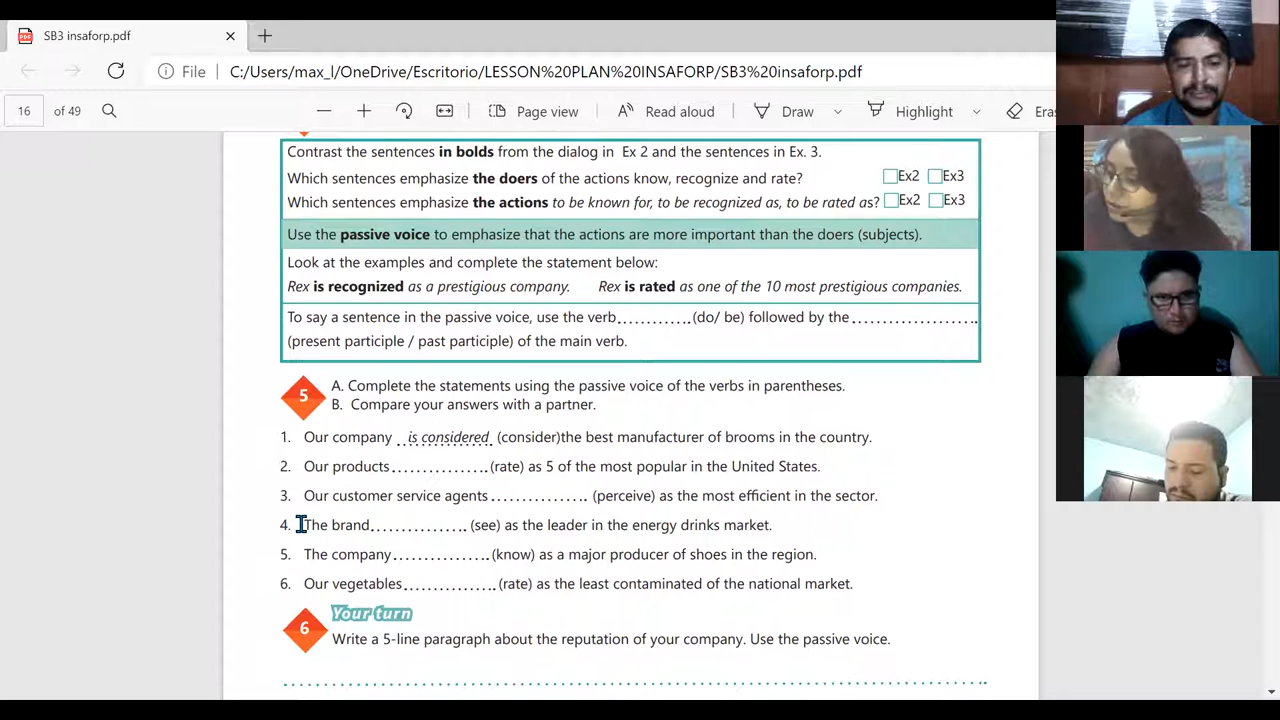 SB3 insaforp.pdf
File C:/Users/max_l/OneDrive/Escritorio/LESSON%20PLAN%20INSAFORP/SB3%20insaforp.pdf
16 of 49 Page view Read aloud Draw Highlight Eras
Contrast the sentences in bolds from the dialog in Ex 2 and the sentences in Ex. 3.
Which sentences emphasize the doers of the actions know, recognize and rate? Ex2 Ex3
Which sentences emphasize the actions to be known for, to be recognized as, to be rated as? Ex2 Ex3
Use the passive voice to emphasize that the actions are more important than the doers (subjects).
Look at the examples and complete the statement below:
Rex is recognized as a prestigious company. Rex is rated as one of the 10 most prestigious companies.
To say a sentence in the passive voice, use the verb............(do/ be) followed by the .....................
(present participle / past participle) of the main verb.
5
A. Complete the statements using the passive voice of the verbs in parentheses.
B. Compare your answers with a partner.
1. Our company ..is considered. (consider)the best manufacturer of brooms in the country.
2. Our products................(rate) as 5 of the most popular in the United States.
3. Our customer service agents................ (perceive) as the most efficient in the sector.
4. The brand................ (see) as the leader in the energy drinks market.
5. The company................(know) as a major producer of shoes in the region.
6. Our vegetables................(rate) as the least contaminated of the national market.
6
Your turn
Write a 5-line paragraph about the reputation of your company. Use the passive voice.